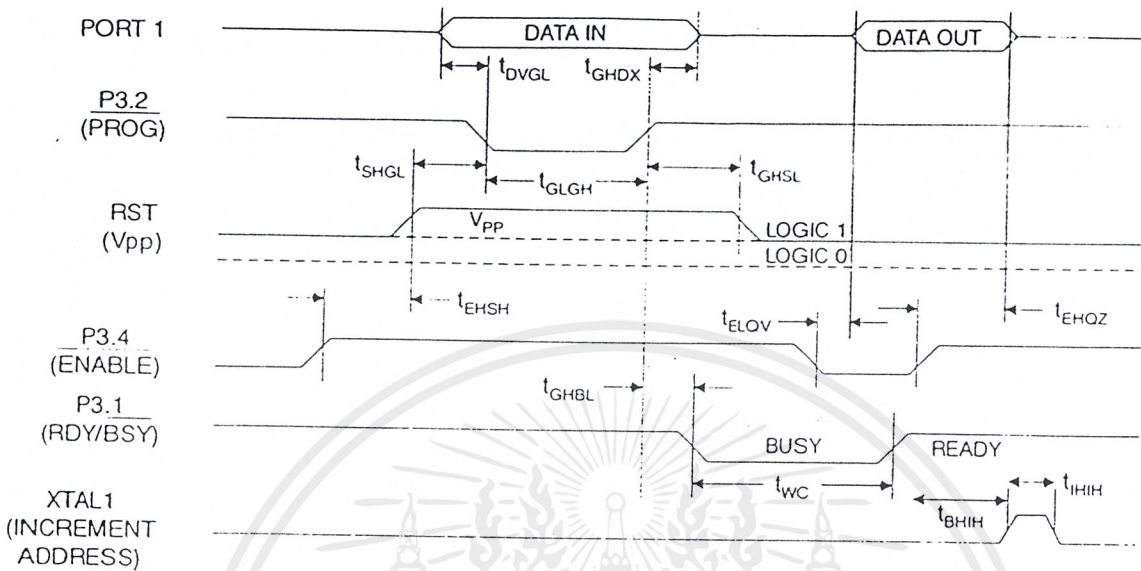 PORT 1
DATA IN
DATA OUT
tDVGL
tGHDX
P3.2
(PROG)
tSHGL
tGLGH
tGHSL
RST
(Vpp)
VPP
LOGIC 1
LOGIC 0
tEHSH
tELQV
tEHQZ
P3.4
(ENABLE)
tGHBL
P3.1
(RDY/BSY)
BUSY
READY
tWC
tIHIH
tBHIH
XTAL1
(INCREMENT
ADDRESS)